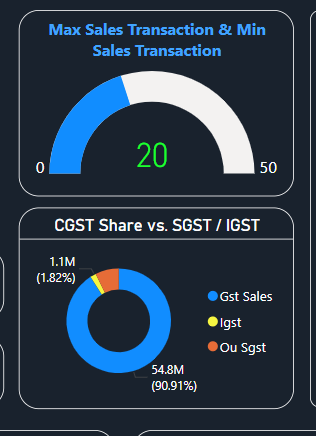 Max Sales Transaction & Min
Sales Transaction
20
0
50
CGST Share vs. SGST / IGST
1.1M
(1.82%)
Gst Sales
Igst
Ou Sgst
54.8M
(90.91%)